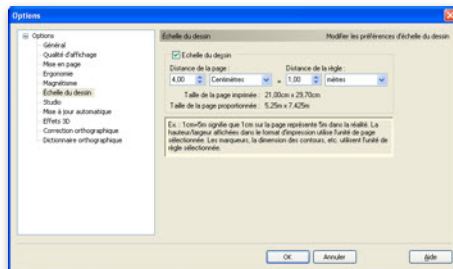 Options
Options
Général
Qualité d'affichage
Mise en page
Ergonomie
Magnétisme
Échelle du dessin
Studio
Mise à jour automatique
Effets 3D
Correction orthographique
Dictionnaire orthographique
Échelle du dessin
Modifier les préférences d'échelle du dessin
Echelle du dessin
Distance de la page :
Distance de la règle :
4,00 Centimètres = 1,00 mètres
Taille de la page imprimée : 21,00cm x 29,70cm
Taille de la page proportionnée : 5,25m x 7,425m
Ex. : 1cm=5m signifie que 1cm sur la page représente 5m dans la réalité. La
hauteur/largeur affichées dans le format d'impression utilise l'unité de page
sélectionnée. Les marqueurs, la dimension des contours, etc. utilisent l'unité de
règle sélectionnée.
OK
Annuler
Aide